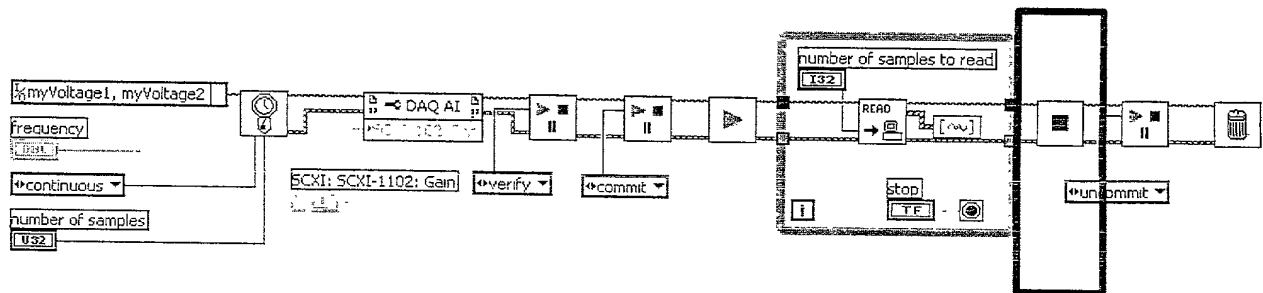 myVoltage1, myVoltage2
frequency
continuous
number of samples
U32
DAQ AI
SCXI: SCXI-1102: Gain
verify
commit
number of samples to read
I32
READ
stop
TF
i
uncommit